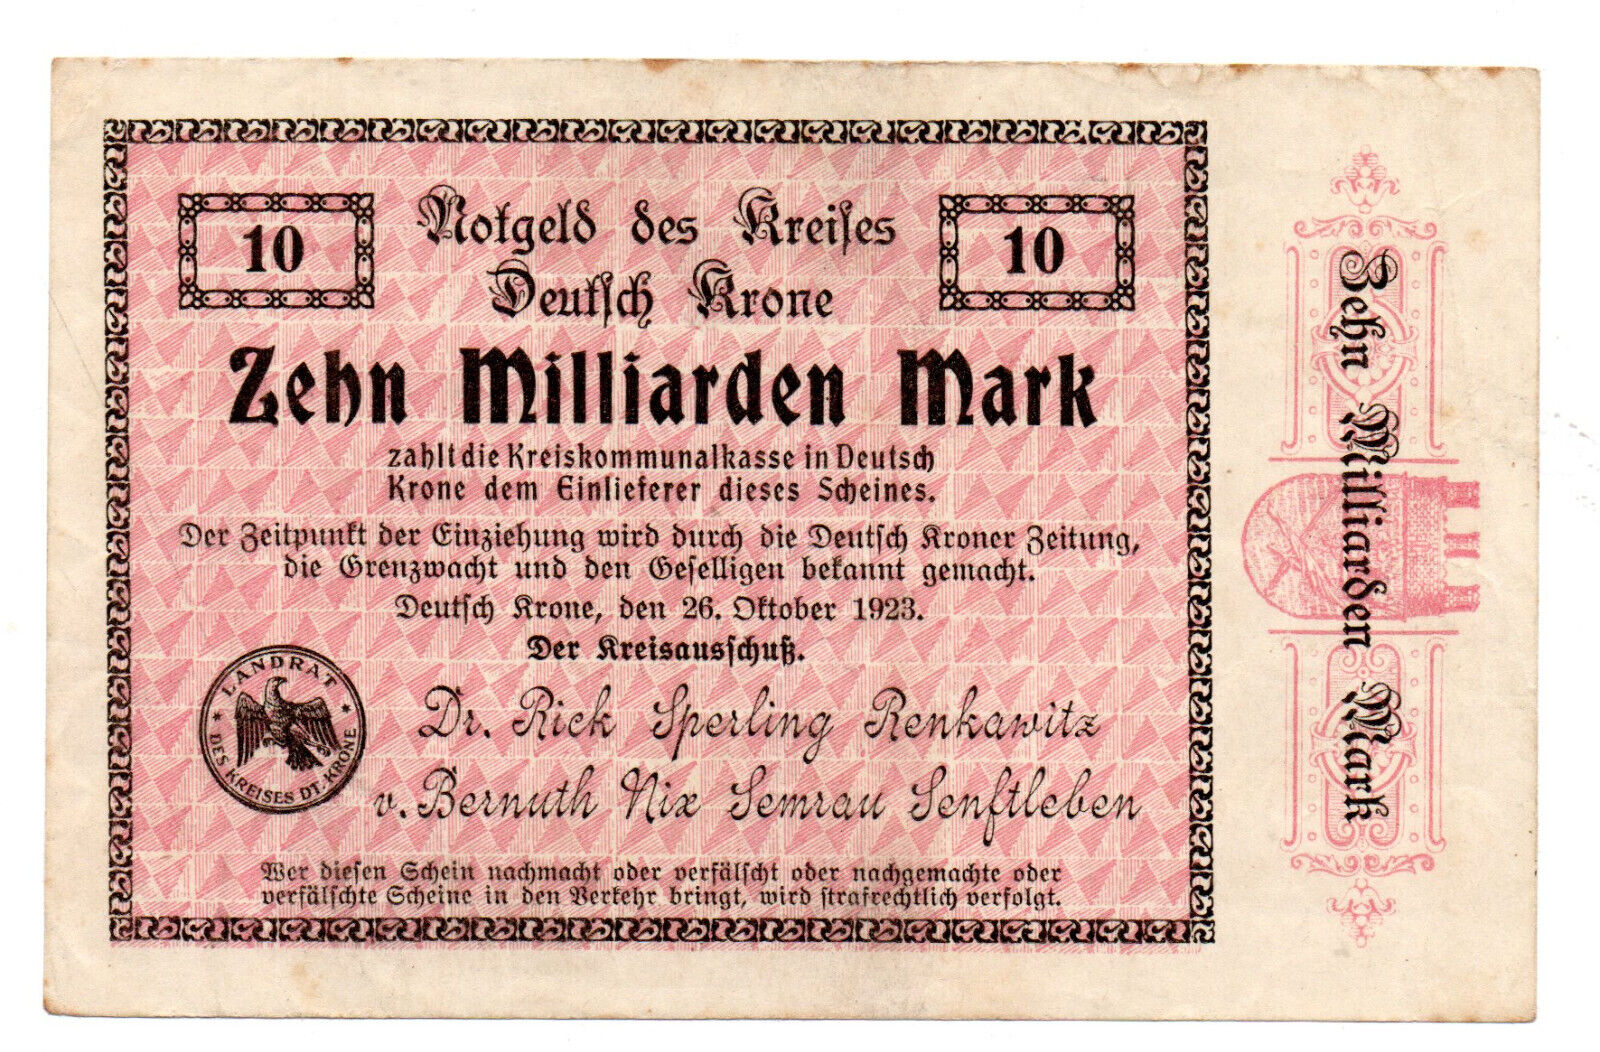 10
Notgeld des Kreises
10
Deutsch Krone
Zehn Milliarden Mark
zahlt die Kreiskommunalkasse in Deutsch
Krone dem Einlieferer dieses Scheines.
Der Zeitpunkt der Einziehung wird durch die Deutsch Kroner Zeitung,
die Grenzwacht und den Geselligen bekannt gemacht.
Deutsch Krone, den 26. Oktober 1923.
Der Kreisausschuß.
Dr. Rick Sperling Renkawitz
v. Bernuth Nix Semrau Senftleben
LANDRAT
* DES KREISES DT. KRONE *
Wer diesen Schein nachmacht oder verfälscht oder nachgemachte oder
verfälschte Scheine in den Verkehr bringt, wird strafrechtlich verfolgt.
Zehn Milliarden Mark